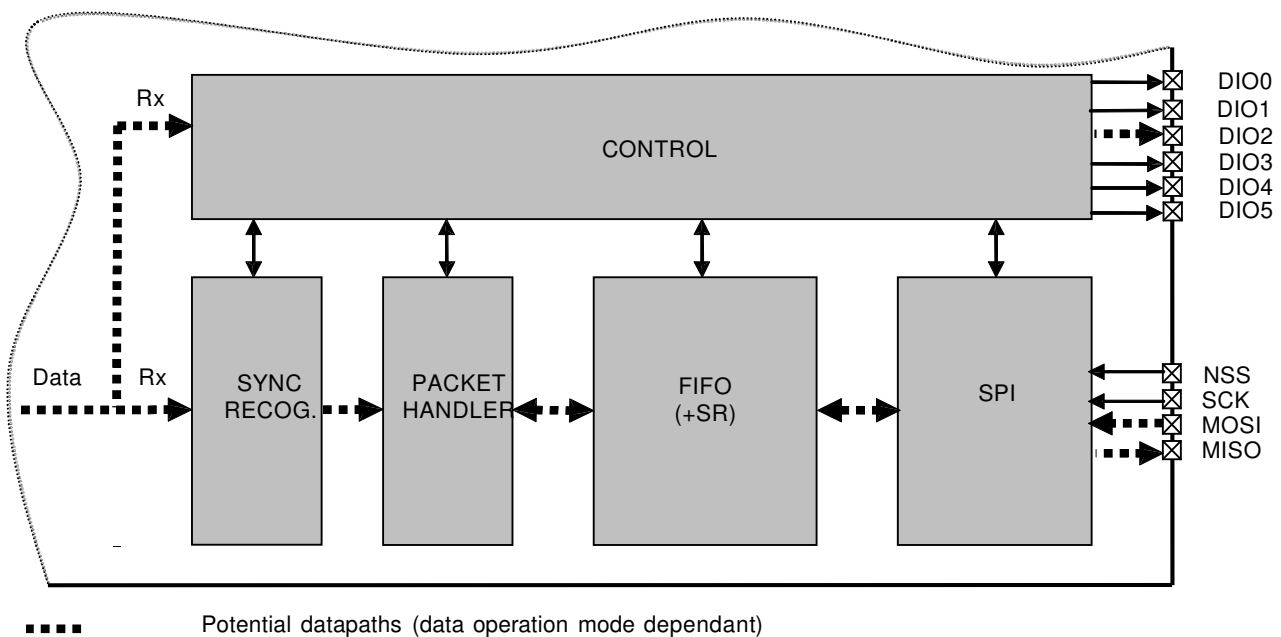 Rx
CONTROL
DIO0
DIO1
DIO2
DIO3
DIO4
DIO5
Data
Rx
SYNC
RECOG.
PACKET
HANDLER
FIFO
(+SR)
SPI
NSS
SCK
MOSI
MISO
Potential datapaths (data operation mode dependant)